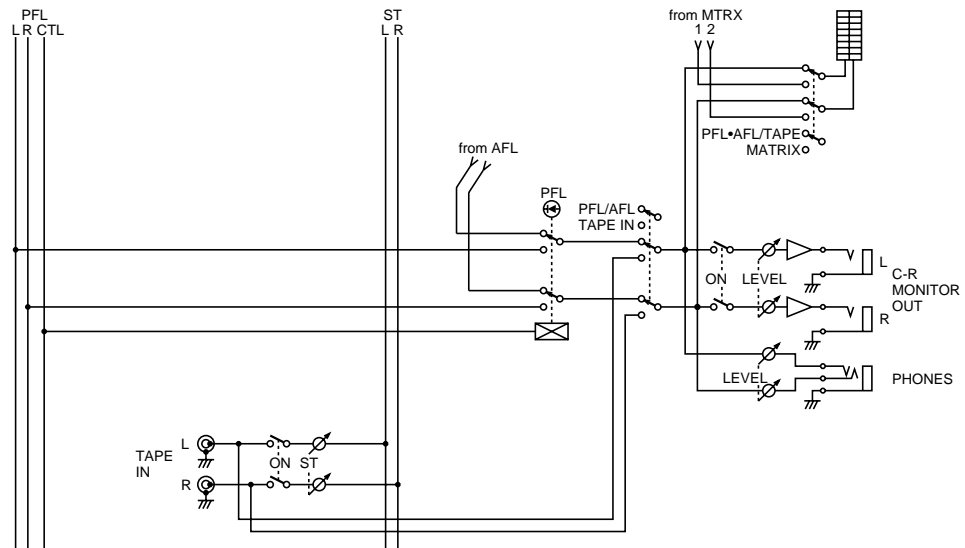 PFL
L R CTL
ST
L R
from MTRX
1 2
PFL•AFL/TAPE
MATRIX
from AFL
PFL
PFL/AFL
TAPE IN
ON
LEVEL
L
C-R
MONITOR
OUT
R
LEVEL
PHONES
TAPE
IN
L
R
ON
ST